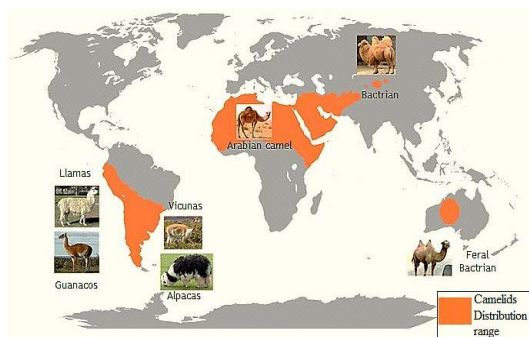 Bactrian
Arabian camel
Llamas
Vicunas
Guanacos
Alpacas
Feral
Bactrian
Camelids
Distribution
range